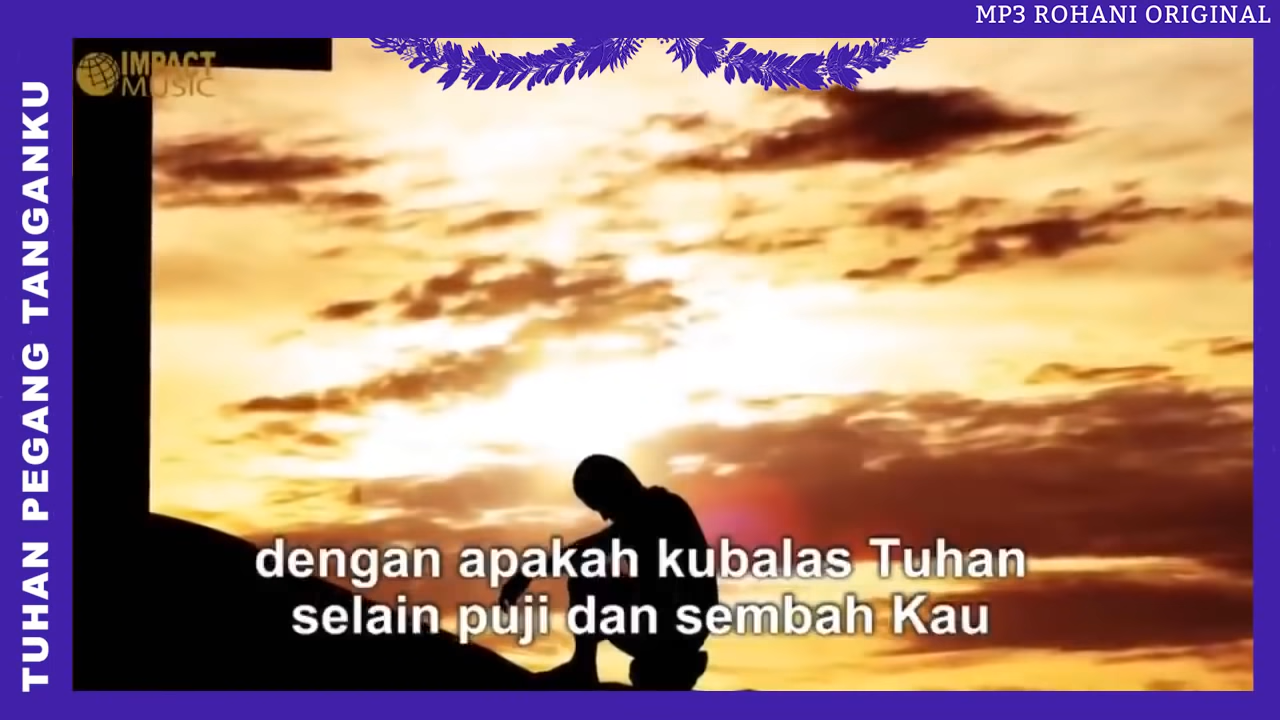 MP3 ROHANI ORIGINAL
IMPACT
MUSIC
TUHAN PEGANG TANGANKU
dengan apakah kubalas Tuhan
selain puji dan sembah Kau